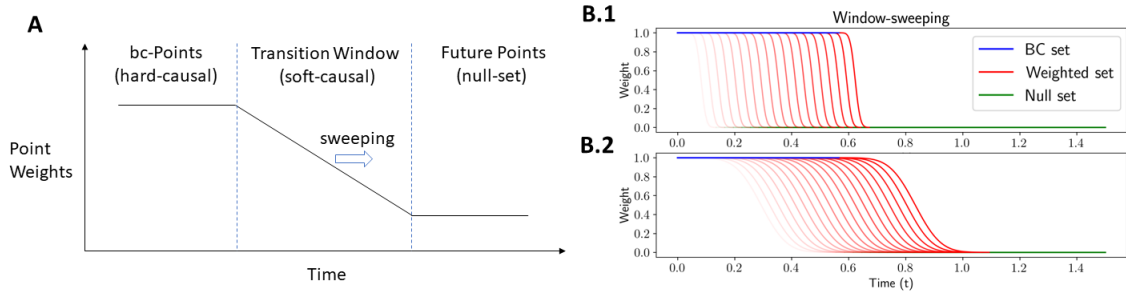 A
bc-Points
(hard-causal)
Transition Window
(soft-causal)
Future Points
(null-set)
sweeping
Point
Weights
Time
B.1
Window-sweeping
1.0
0.8
0.6
0.4
0.2
0.0
Weight
BC set
Weighted set
Null set
0.0 0.2 0.4 0.6 0.8 1.0 1.2 1.4
B.2
1.0
0.8
0.6
0.4
0.2
0.0
Weight
0.0 0.2 0.4 0.6 0.8 1.0 1.2 1.4
Time (t)